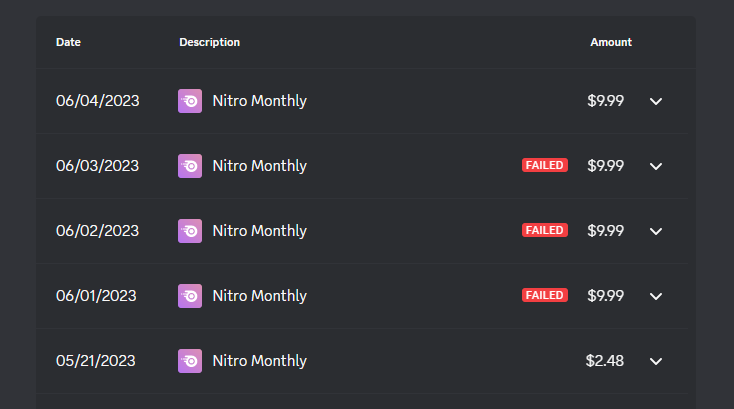 Date Description Amount
06/04/2023 Nitro Monthly $9.99
06/03/2023 Nitro Monthly FAILED $9.99
06/02/2023 Nitro Monthly FAILED $9.99
06/01/2023 Nitro Monthly FAILED $9.99
05/21/2023 Nitro Monthly $2.48